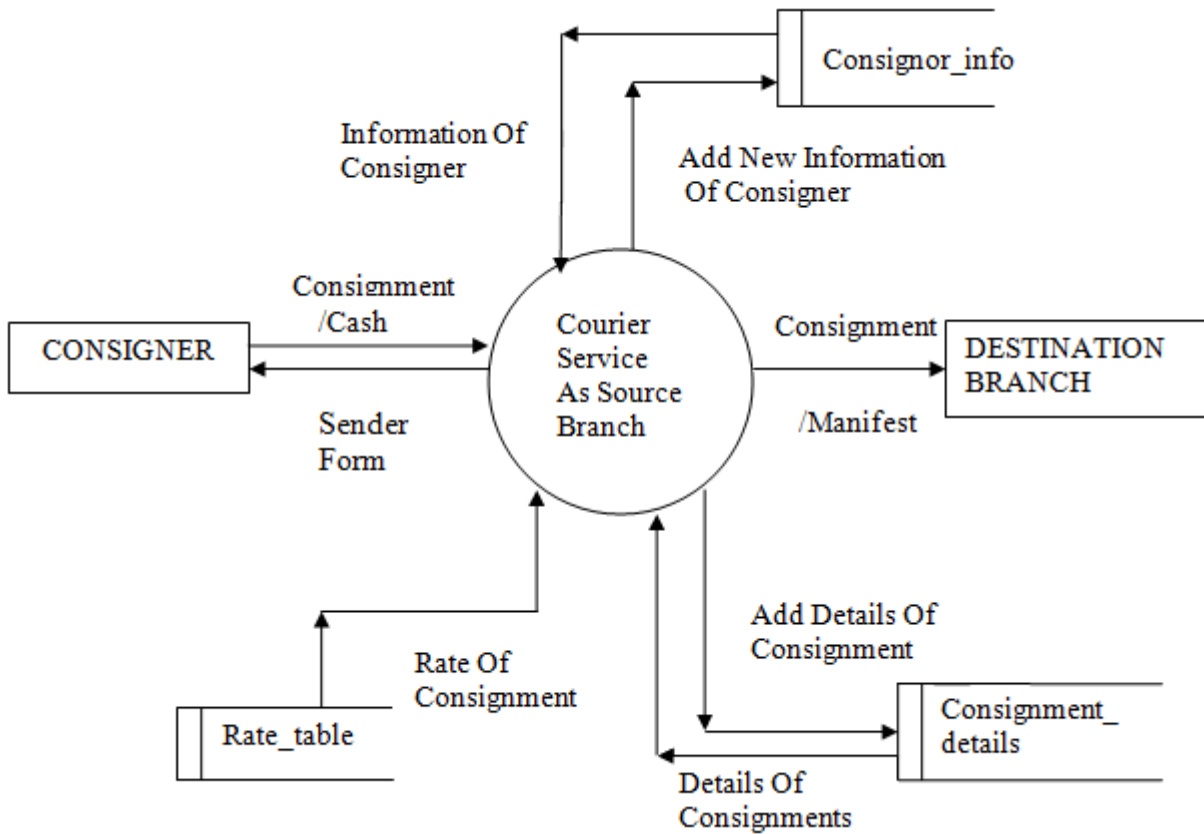 Consignor_info
Information Of
Consigner
Add New Information
Of Consigner
Consignment
/Cash
CONSIGNER
Sender
Form
Courier
Service
As Source
Branch
Consignment
/Manifest
DESTINATION
BRANCH
Rate Of
Consignment
Rate_table
Add Details Of
Consignment
Consignment_
details
Details Of
Consignments